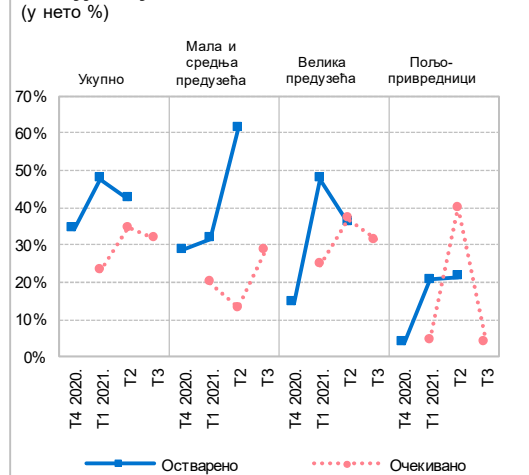 (у нето %)
Укупно
Мала и
средња
предузећа
Велика
предузећа
Пољо-
привредници
70%
60%
50%
40%
30%
20%
10%
0%
Т4 2020.
Т1 2021.
Т2
Т3
Т4 2020.
Т1 2021.
Т2
Т3
Т4 2020.
Т1 2021.
Т2
Т3
Т4 2020.
Т1 2021.
Т2
Т3
Остварено
Очекивано